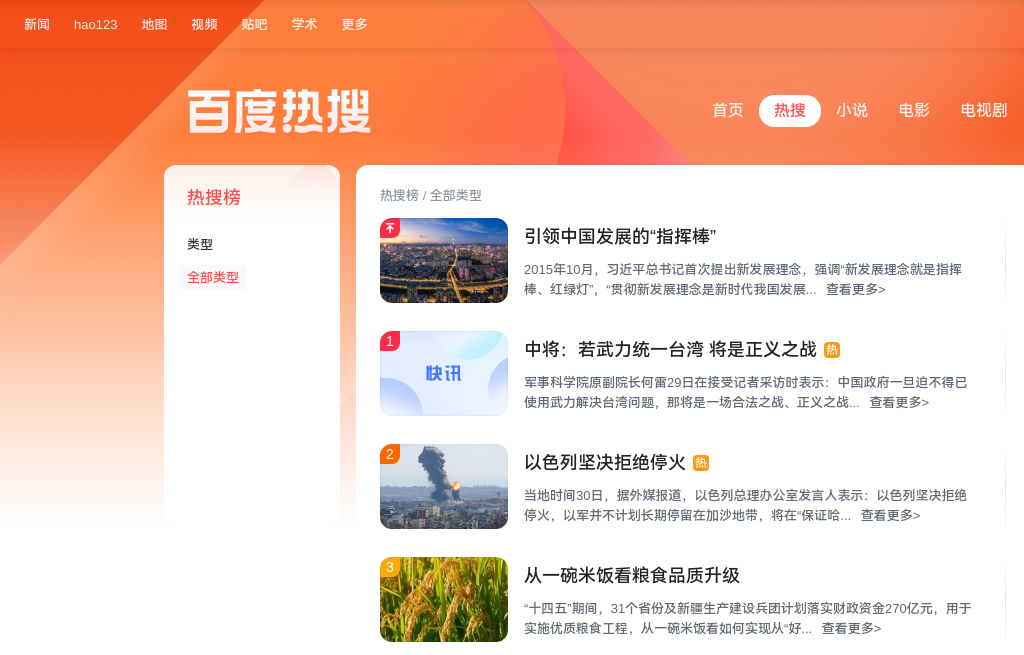 新闻 hao123 地图 视频 贴吧 学术 更多
百度热搜
首页 热搜 小说 电影 电视剧
热搜榜
类型
全部类型
热搜榜 / 全部类型
引领中国发展的“指挥棒”
2015年10月，习近平总书记首次提出新发展理念，强调“新发展理念就是指挥
棒、红绿灯”，“贯彻新发展理念是新时代我国发展... 查看更多>
1
快讯
中将：若武力统一台湾 将是正义之战 热
军事科学院原副院长何雷29日在接受记者采访时表示：中国政府一旦迫不得已
使用武力解决台湾问题，那将是一场合法之战、正义之战... 查看更多>
2
以色列坚决拒绝停火 热
当地时间30日，据外媒报道，以色列总理办公室发言人表示：以色列坚决拒绝
停火，以军并不计划长期停留在加沙地带，将在“保证哈... 查看更多>
3
从一碗米饭看粮食品质升级
“十四五”期间，31个省份及新疆生产建设兵团计划落实财政资金270亿元，用于
实施优质粮食工程，从一碗米饭看如何实现从“好... 查看更多>